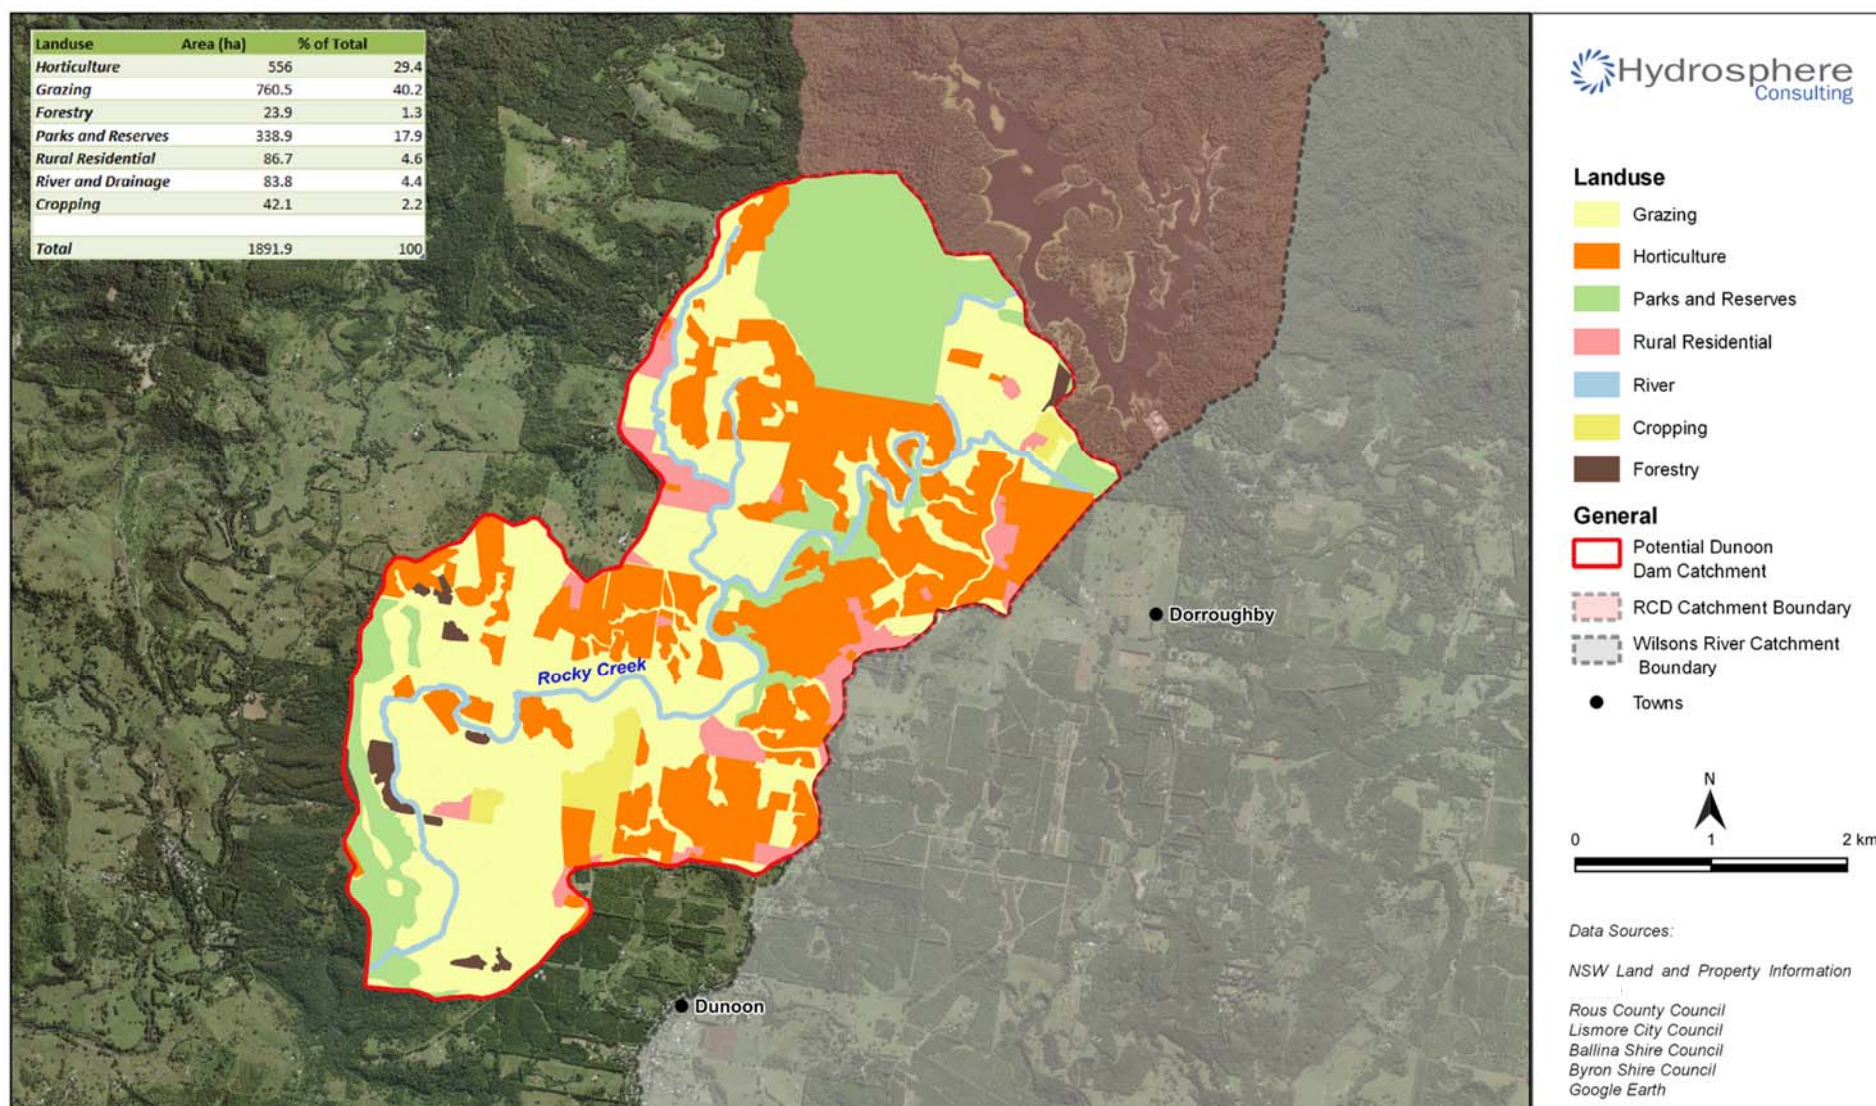 Landuse Area (ha) % of Total
Horticulture 556 29.4
Grazing 760.5 40.2
Forestry 23.9 1.3
Parks and Reserves 338.9 17.9
Rural Residential 86.7 4.6
River and Drainage 83.8 4.4
Cropping 42.1 2.2
Total 1891.9 100
Rocky Creek
Dorroughby
Dunoon
Hydrosphere
Consulting
Landuse
Grazing
Horticulture
Parks and Reserves
Rural Residential
River
Cropping
Forestry
General
Potential Dunoon
Dam Catchment
RCD Catchment Boundary
Wilsons River Catchment
Boundary
Towns
N
0 1 2 km
Data Sources:
NSW Land and Property Information
Rous County Council
Lismore City Council
Ballina Shire Council
Byron Shire Council
Google Earth